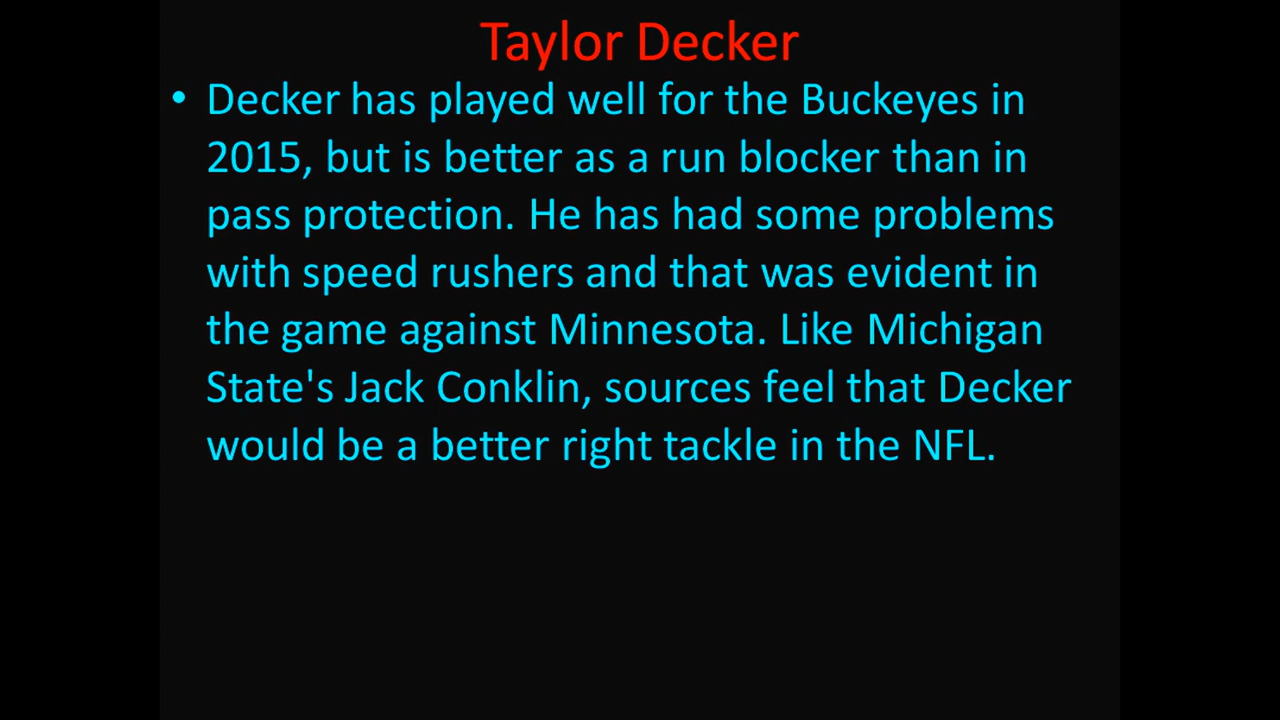 Taylor Decker
• Decker has played well for the Buckeyes in
2015, but is better as a run blocker than in
pass protection. He has had some problems
with speed rushers and that was evident in
the game against Minnesota. Like Michigan
State's Jack Conklin, sources feel that Decker
would be a better right tackle in the NFL.